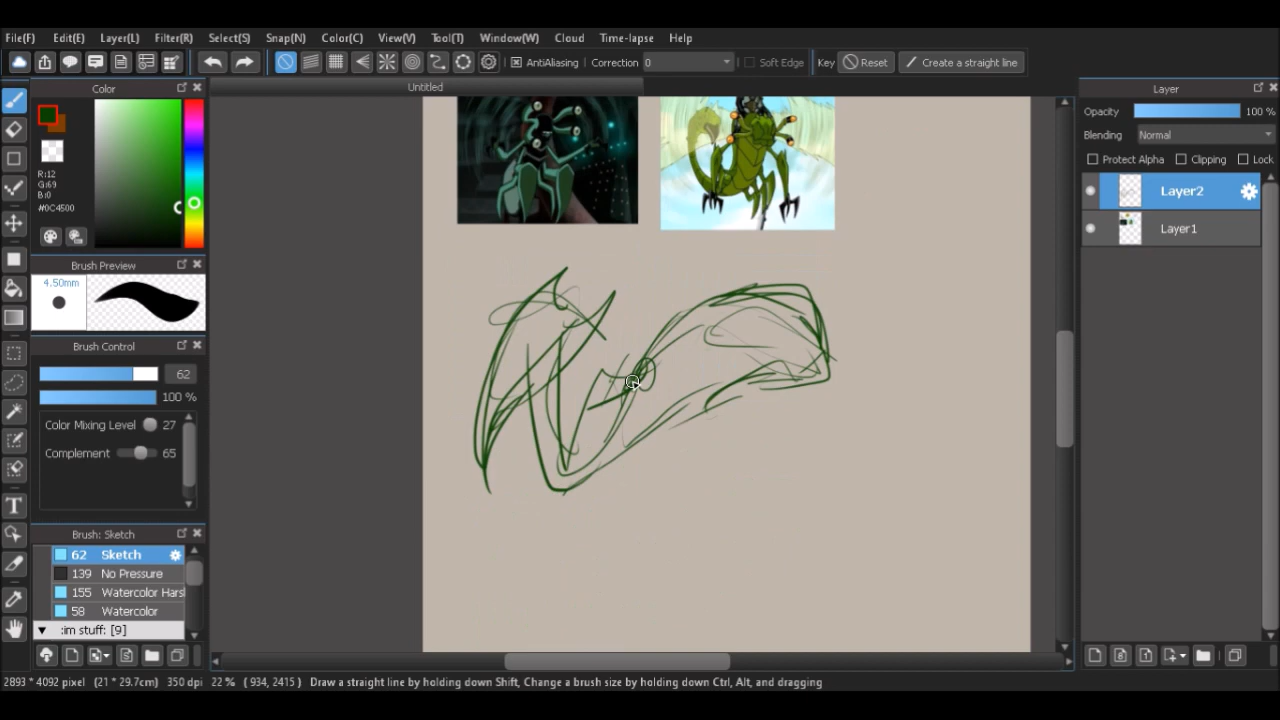 File(F) Edit(E) Layer(L) Filter(R) Select(S) Snap(N) Color(C) View(V) Tool(T) Window(W) Cloud Time-lapse Help
AntiAliasing Correction 0 Soft Edge Key Reset Create a straight line
Color
Untitled
Layer
R:12
G:69
B:0
#0C4500
Opacity 100 %
Blending Normal
Protect Alpha Clipping Lock
Layer2
Layer1
Brush Preview
4.50mm
Brush Control
62
100 %
Color Mixing Level 27
Complement 65
Brush: Sketch
62 Sketch
139 No Pressure
155 Watercolor Hars
58 Watercolor
:im stuff: [9]
2893 * 4092 pixel (21 * 29.7cm) 350 dpi 22 % ( 934, 2415 ) Draw a straight line by holding down Shift, Change a brush size by holding down Ctrl, Alt, and dragging